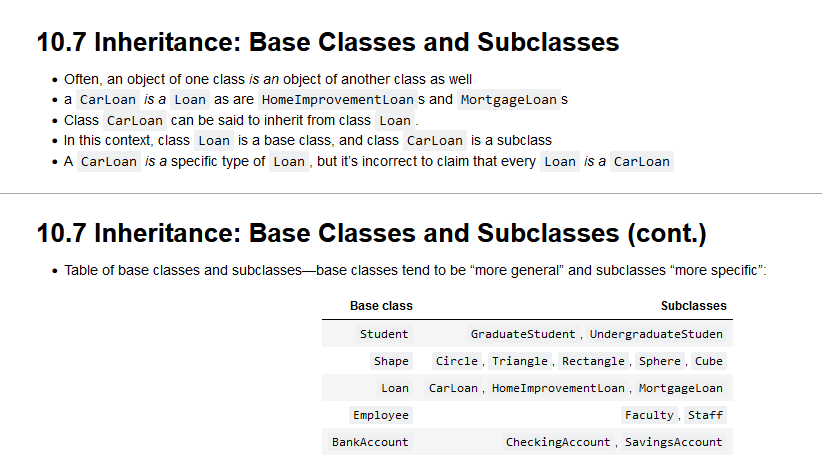 10.7 Inheritance: Base Classes and Subclasses
• Often, an object of one class is an object of another class as well
• a CarLoan is a Loan as are HomeImprovementLoan s and MortgageLoan s
• Class CarLoan can be said to inherit from class Loan .
• In this context, class Loan is a base class, and class CarLoan is a subclass
• A CarLoan is a specific type of Loan , but it’s incorrect to claim that every Loan is a CarLoan
10.7 Inheritance: Base Classes and Subclasses (cont.)
• Table of base classes and subclasses—base classes tend to be “more general” and subclasses “more specific”:
Base class Subclasses
Student GraduateStudent , UndergraduateStuden
Shape Circle , Triangle , Rectangle , Sphere , Cube
Loan CarLoan , HomeImprovementLoan , MortgageLoan
Employee Faculty , Staff
BankAccount CheckingAccount , SavingsAccount